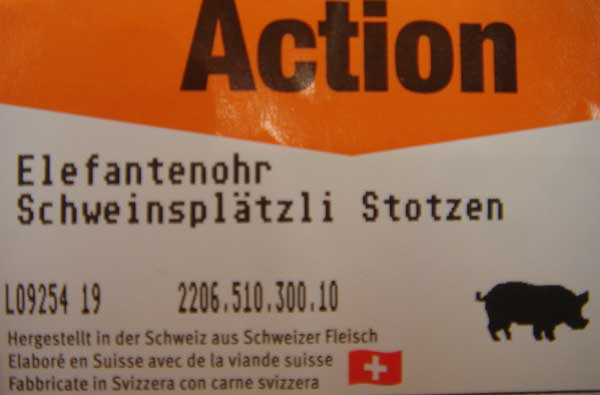 Action
Elefantenohr
Schweinsplätzli Stotzen
L09254 19 2206.510.300.10
Hergestellt in der Schweiz aus Schweizer Fleisch
Elaboré en Suisse avec de la viande suisse
Fabbricate in Svizzera con carne svizzera